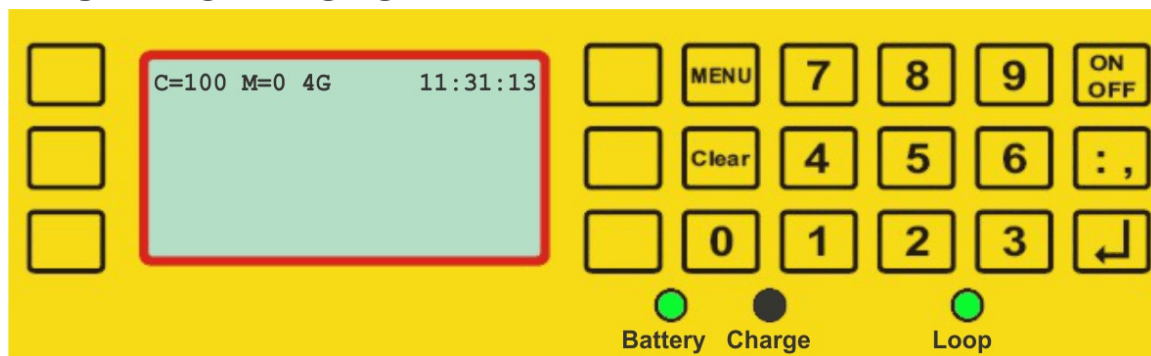 C=100 M=0 4G 11:31:13
MENU 7 8 9 ON OFF
Clear 4 5 6 : ,
0 1 2 3
Battery Charge Loop